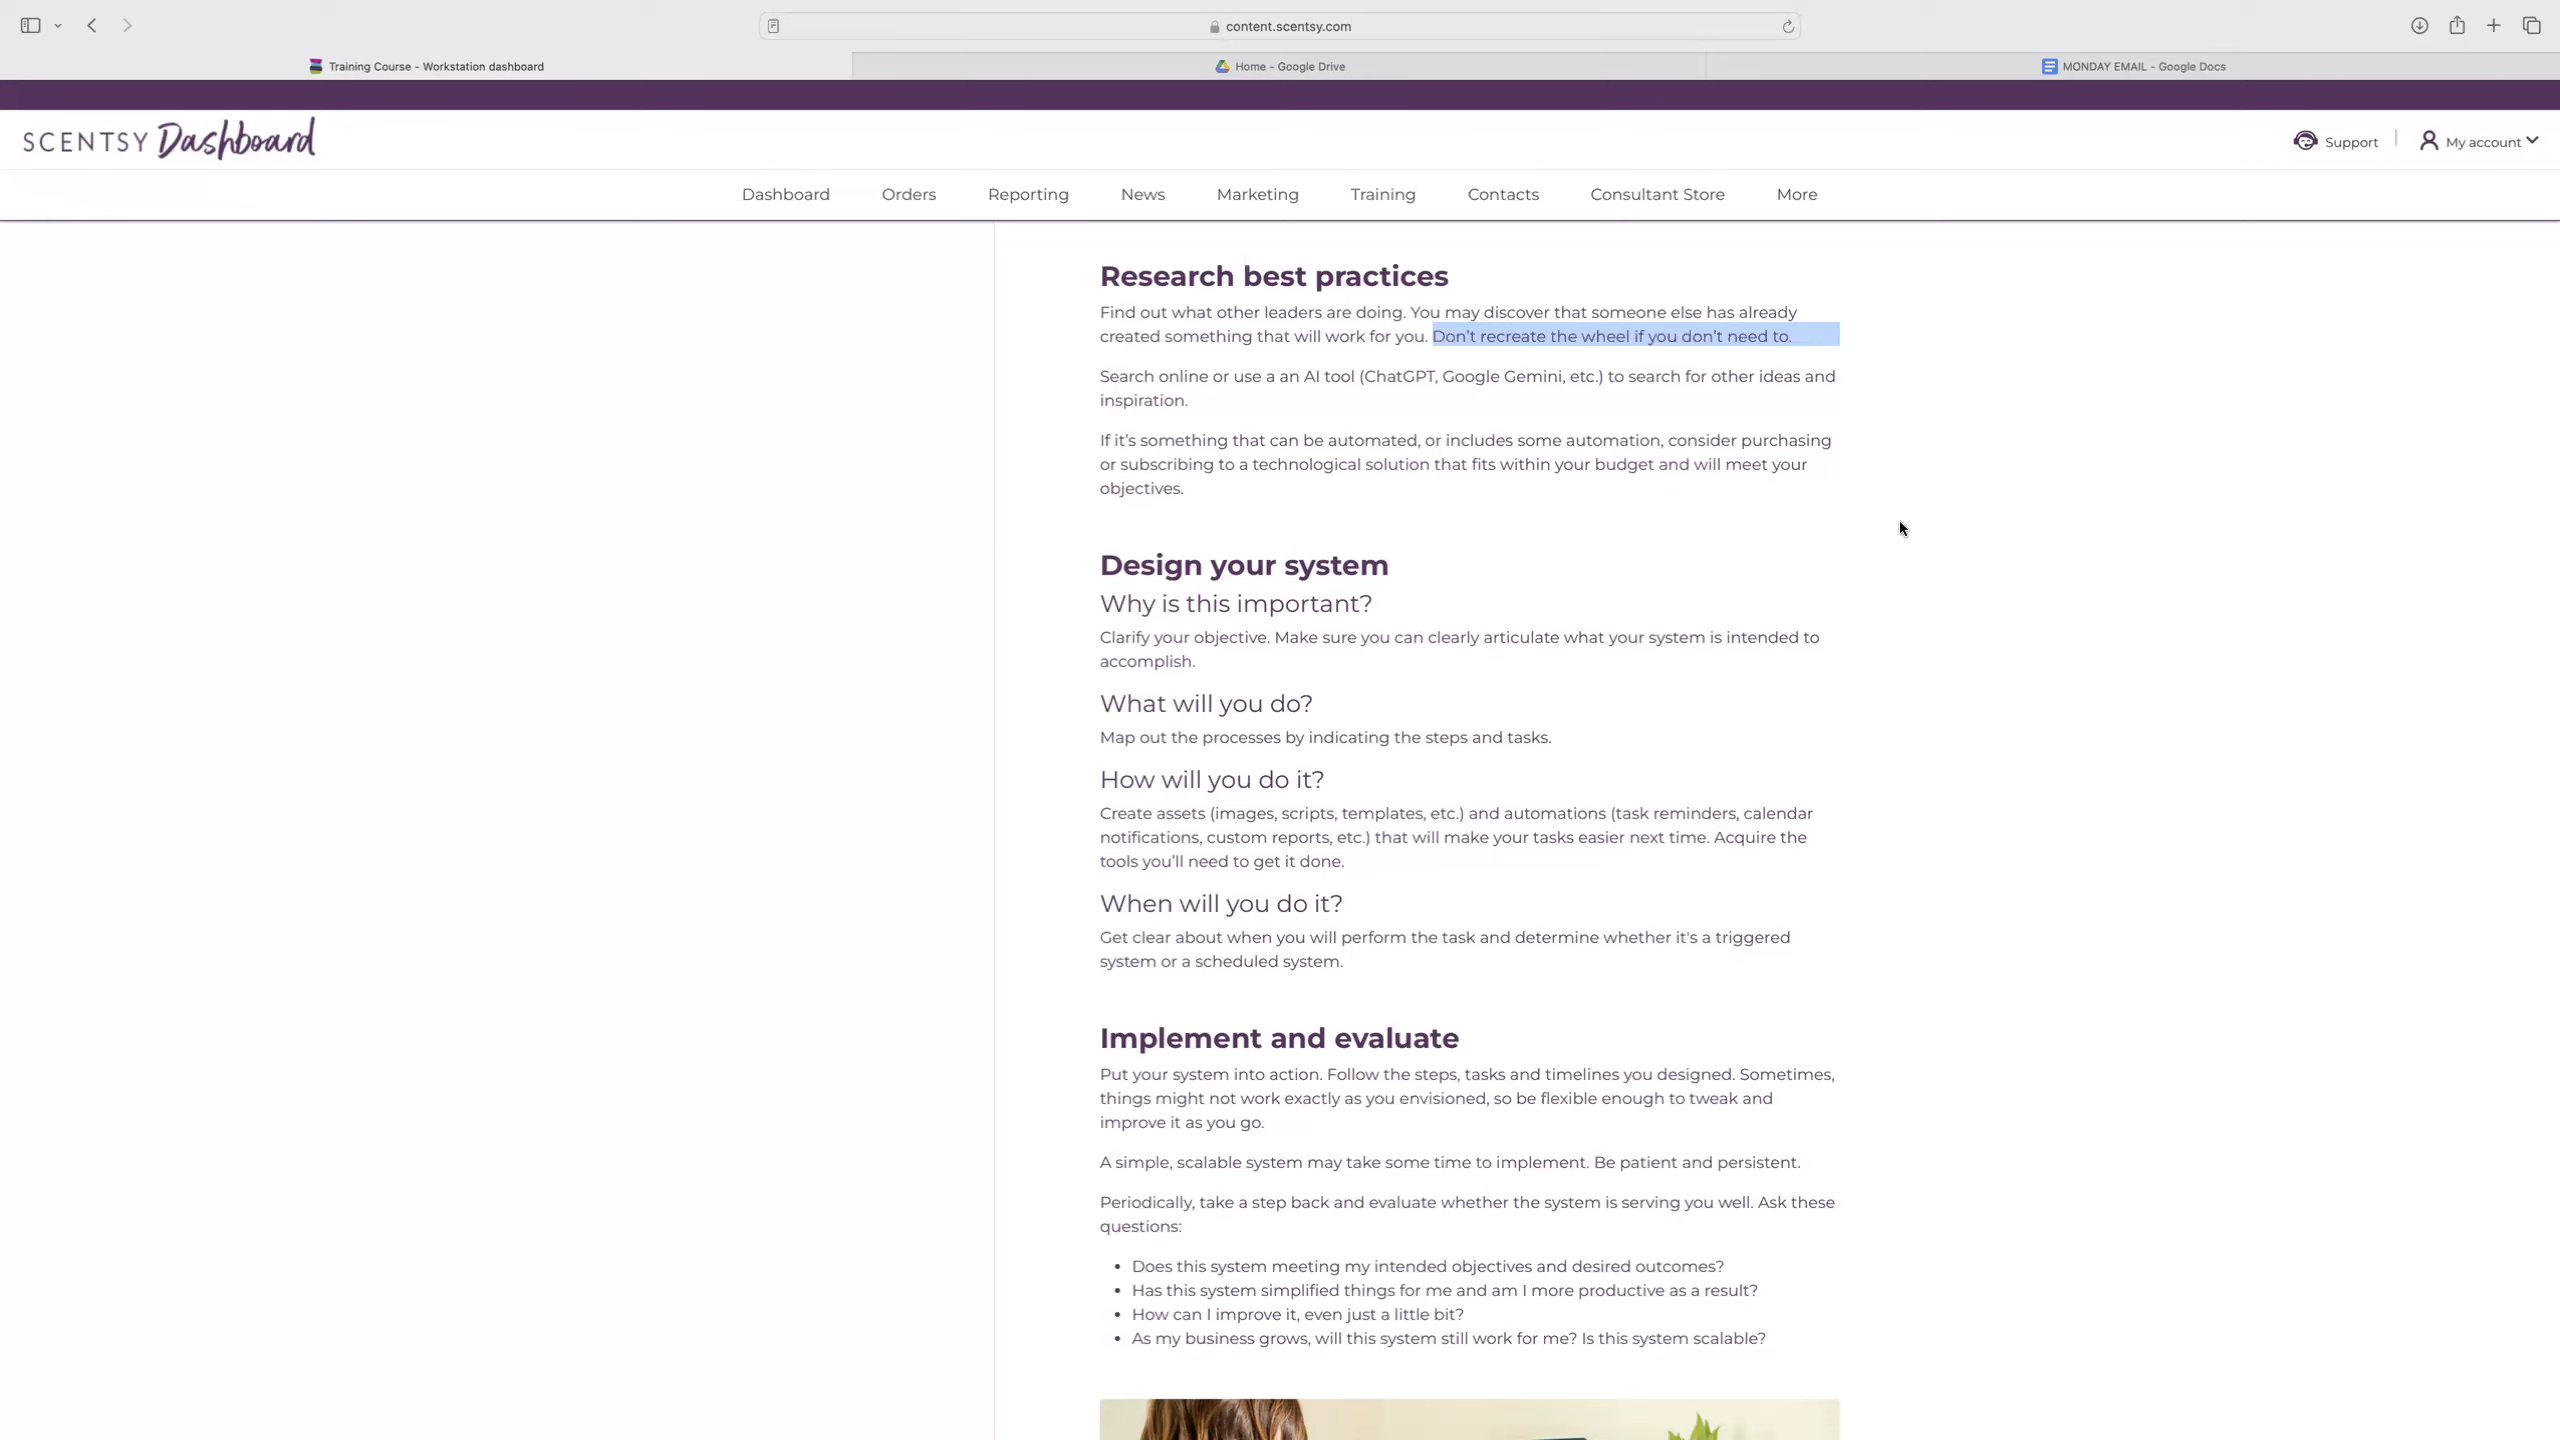 content.scentsy.com
Training Course - Workstation dashboard
Home - Google Drive
MONDAY EMAIL - Google Docs
SCENTSY Dashboard
Support
My account
Dashboard
Orders
Reporting
News
Marketing
Training
Contacts
Consultant Store
More
Research best practices
Find out what other leaders are doing. You may discover that someone else has already
created something that will work for you. Don't recreate the wheel if you don't need to.
Search online or use a an AI tool (ChatGPT, Google Gemini, etc.) to search for other ideas and
inspiration.
If it's something that can be automated, or includes some automation, consider purchasing
or subscribing to a technological solution that fits within your budget and will meet your
objectives.
Design your system
Why is this important?
Clarify your objective. Make sure you can clearly articulate what your system is intended to
accomplish.
What will you do?
Map out the processes by indicating the steps and tasks.
How will you do it?
Create assets (images, scripts, templates, etc.) and automations (task reminders, calendar
notifications, custom reports, etc.) that will make your tasks easier next time. Acquire the
tools you'll need to get it done.
When will you do it?
Get clear about when you will perform the task and determine whether it's a triggered
system or a scheduled system.
Implement and evaluate
Put your system into action. Follow the steps, tasks and timelines you designed. Sometimes,
things might not work exactly as you envisioned, so be flexible enough to tweak and
improve it as you go.
A simple, scalable system may take some time to implement. Be patient and persistent.
Periodically, take a step back and evaluate whether the system is serving you well. Ask these
questions:
• Does this system meeting my intended objectives and desired outcomes?
• Has this system simplified things for me and am I more productive as a result?
• How can I improve it, even just a little bit?
• As my business grows, will this system still work for me? Is this system scalable?